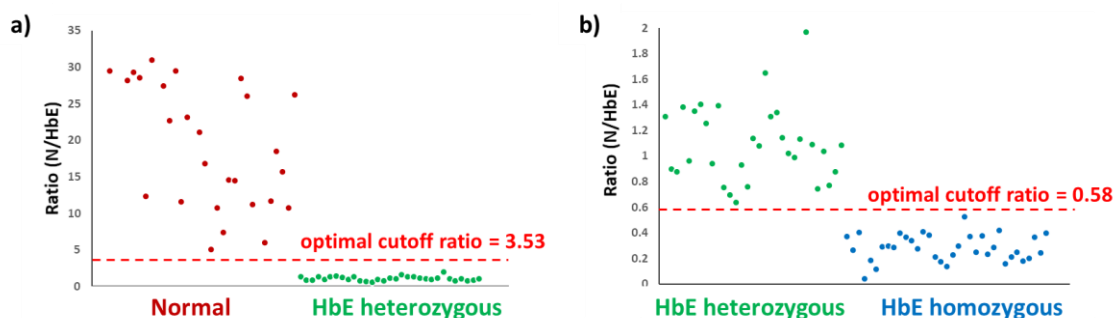 a)
Ratio (N/HbE)
35
30
25
20
15
10
5
0
optimal cutoff ratio = 3.53
Normal
HbE heterozygous
b)
Ratio (N/HbE)
2
1.8
1.6
1.4
1.2
1
0.8
0.6
0.4
0.2
0
optimal cutoff ratio = 0.58
HbE heterozygous
HbE homozygous